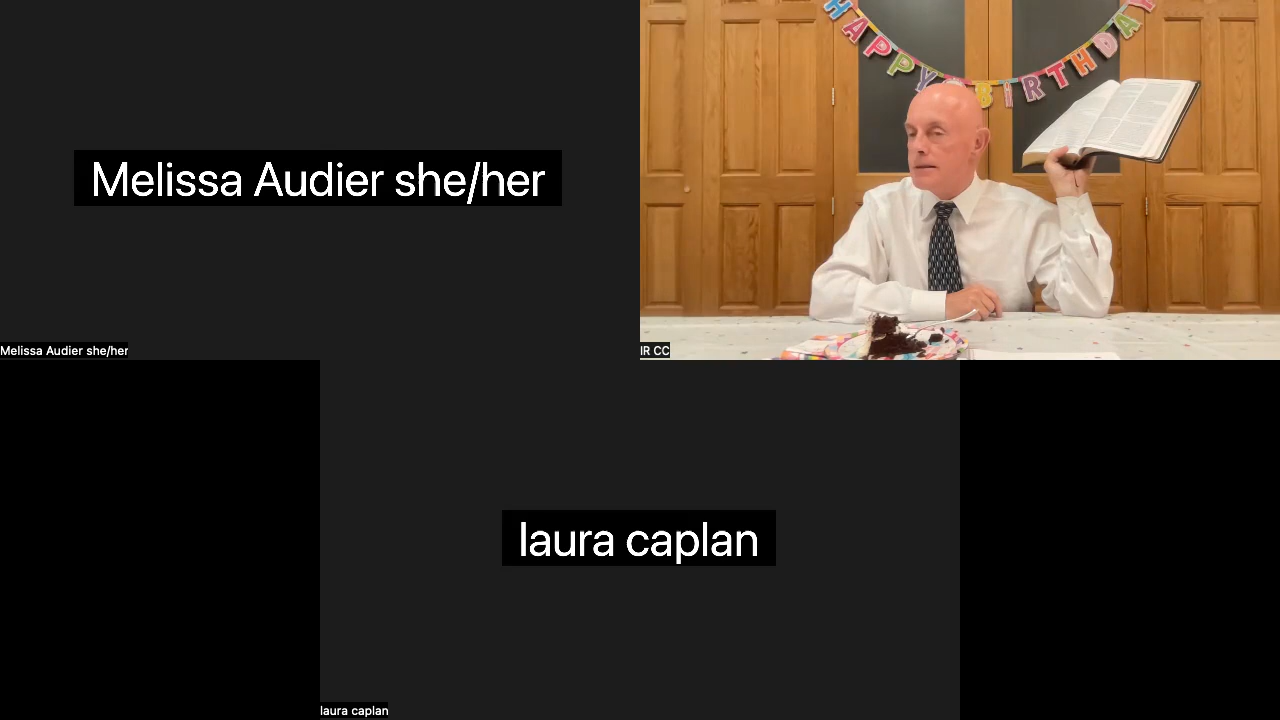 Melissa Audier she/her
Melissa Audier she/her
HAPPY BIRTHDAY
IR CC
laura caplan
laura caplan